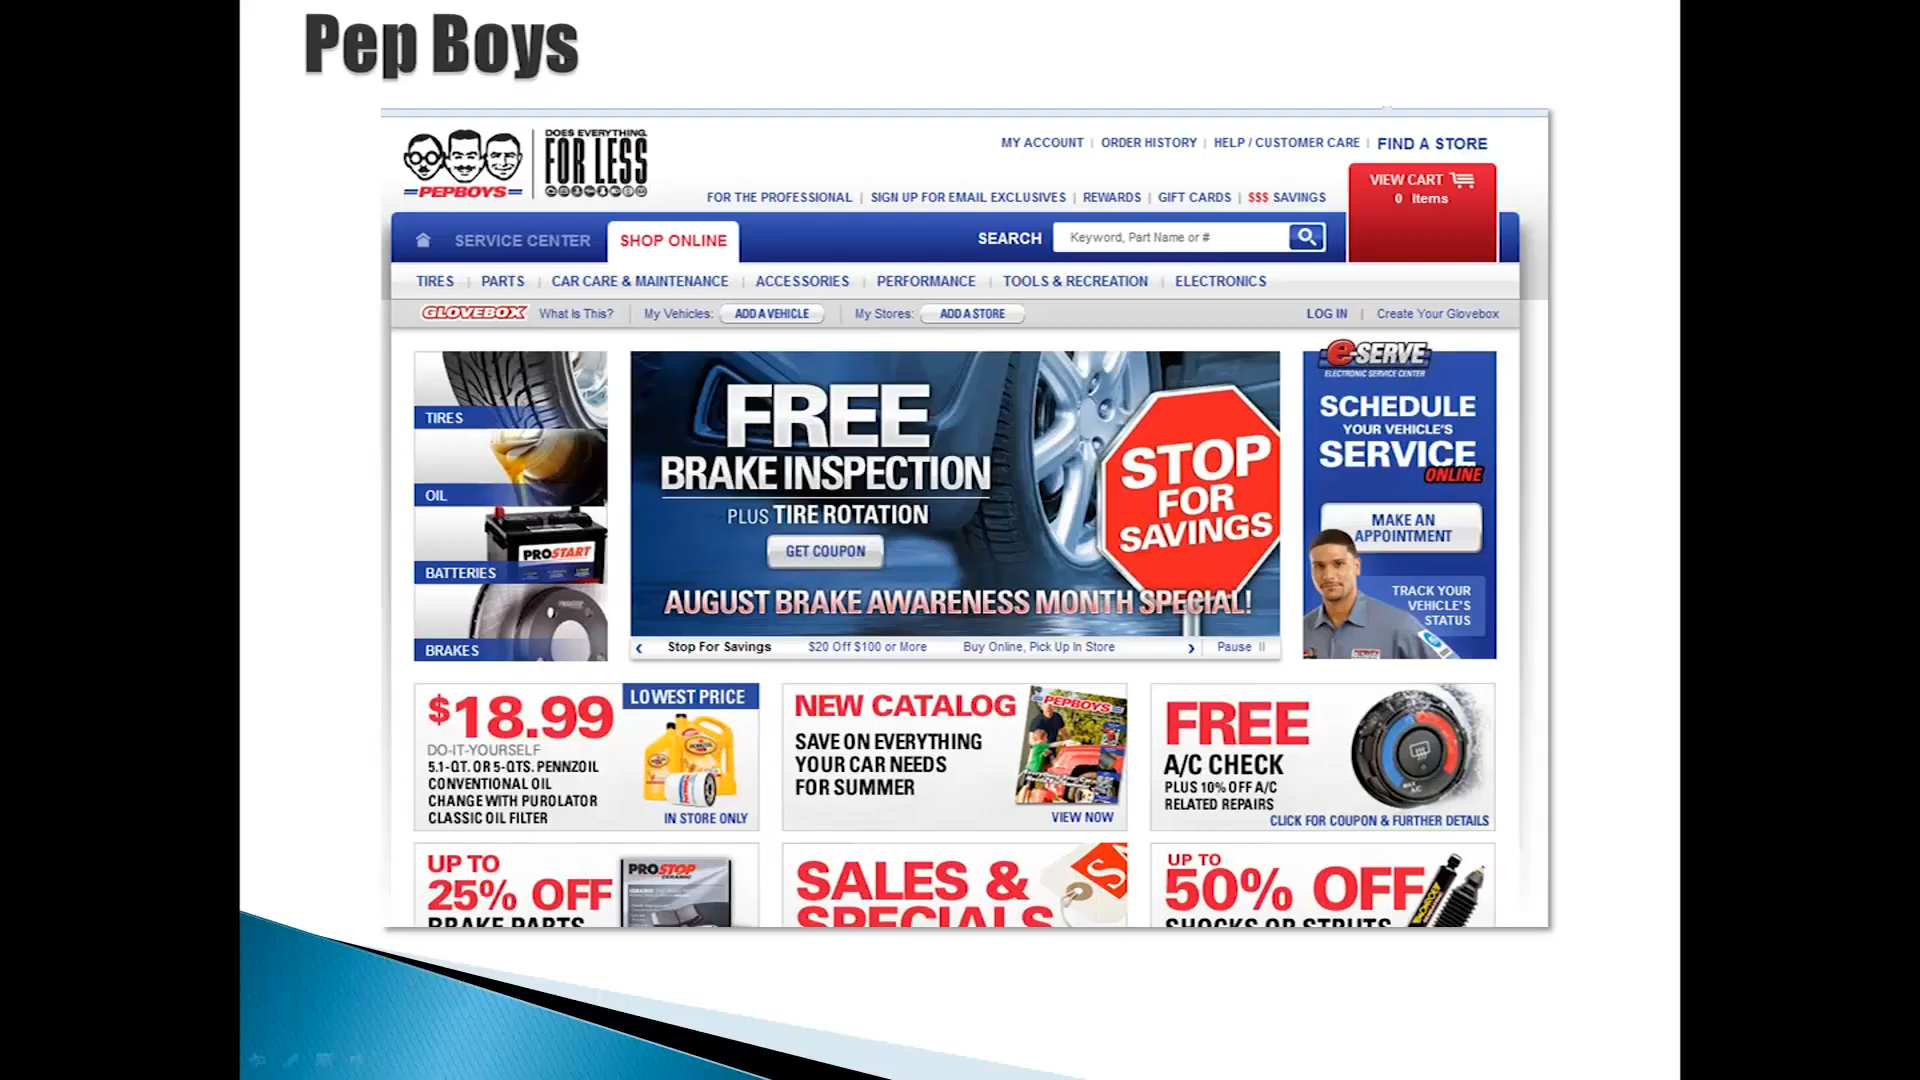 Pep Boys
PEPBOYS
DOES EVERYTHING.
FOR LESS
MY ACCOUNT | ORDER HISTORY | HELP / CUSTOMER CARE | FIND A STORE
FOR THE PROFESSIONAL | SIGN UP FOR EMAIL EXCLUSIVES | REWARDS | GIFT CARDS | $$$ SAVINGS
VIEW CART
0 Items
SERVICE CENTER
SHOP ONLINE
SEARCH
Keyword, Part Name or #
TIRES | PARTS | CAR CARE & MAINTENANCE | ACCESSORIES | PERFORMANCE | TOOLS & RECREATION | ELECTRONICS
GLOVEBOX What Is This? | My Vehicles: ADD A VEHICLE | My Stores: ADD A STORE
LOG IN | Create Your Glovebox
TIRES
OIL
PROSTART
BATTERIES
BRAKES
FREE
BRAKE INSPECTION
PLUS TIRE ROTATION
GET COUPON
AUGUST BRAKE AWARENESS MONTH SPECIAL!
STOP
FOR
SAVINGS
Stop For Savings $20 Off $100 or More Buy Online, Pick Up In Store Pause
e-SERVE
ELECTRONIC SERVICE CENTER
SCHEDULE
YOUR VEHICLE'S
SERVICE
ONLINE
MAKE AN
APPOINTMENT
TRACK YOUR
VEHICLE'S
STATUS
$18.99
LOWEST PRICE
DO-IT-YOURSELF
5.1-QT. OR 5-QTS. PENNZOIL
CONVENTIONAL OIL
CHANGE WITH PUROLATOR
CLASSIC OIL FILTER
IN STORE ONLY
NEW CATALOG
SAVE ON EVERYTHING
YOUR CAR NEEDS
FOR SUMMER
PEPBOYS
VIEW NOW
FREE
A/C CHECK
PLUS 10% OFF A/C
RELATED REPAIRS
MAX A/C
CLICK FOR COUPON & FURTHER DETAILS
UP TO
25% OFF
BRAKE PARTS
PROSTOP
CERAMIC
SALES &
SPECIALS
UP TO
50% OFF
SHOCKS OR STRUTS
MONROE